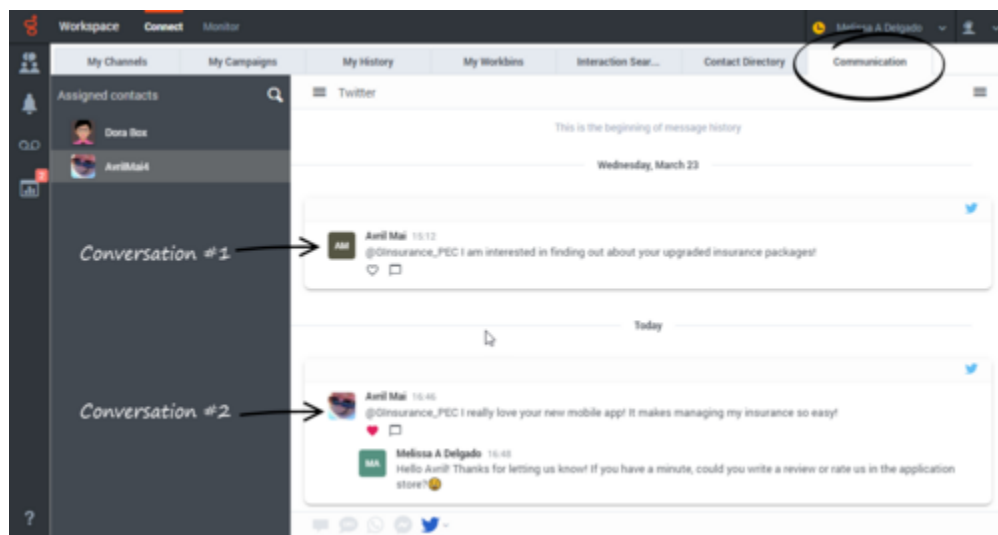 Workspace Connect Monitor Melissa A Delgado
My Channels My Campaigns My History My Workbins Interaction Sear... Contact Directory Communication
Assigned contacts Twitter
This is the beginning of message history
Dora Box
Wednesday, March 23
AvrilMai4
2
Conversation #1
AM Avril Mai 15:12
@GInsurance_PEC I am interested in finding out about your upgraded insurance packages!
Today
Conversation #2
Avril Mai 16:46
@GInsurance_PEC I really love your new mobile app! It makes managing my insurance so easy!
MA Melissa A Delgado 16:48
Hello Avril! Thanks for letting us know! If you have a minute, could you write a review or rate us in the application
store?😩
?